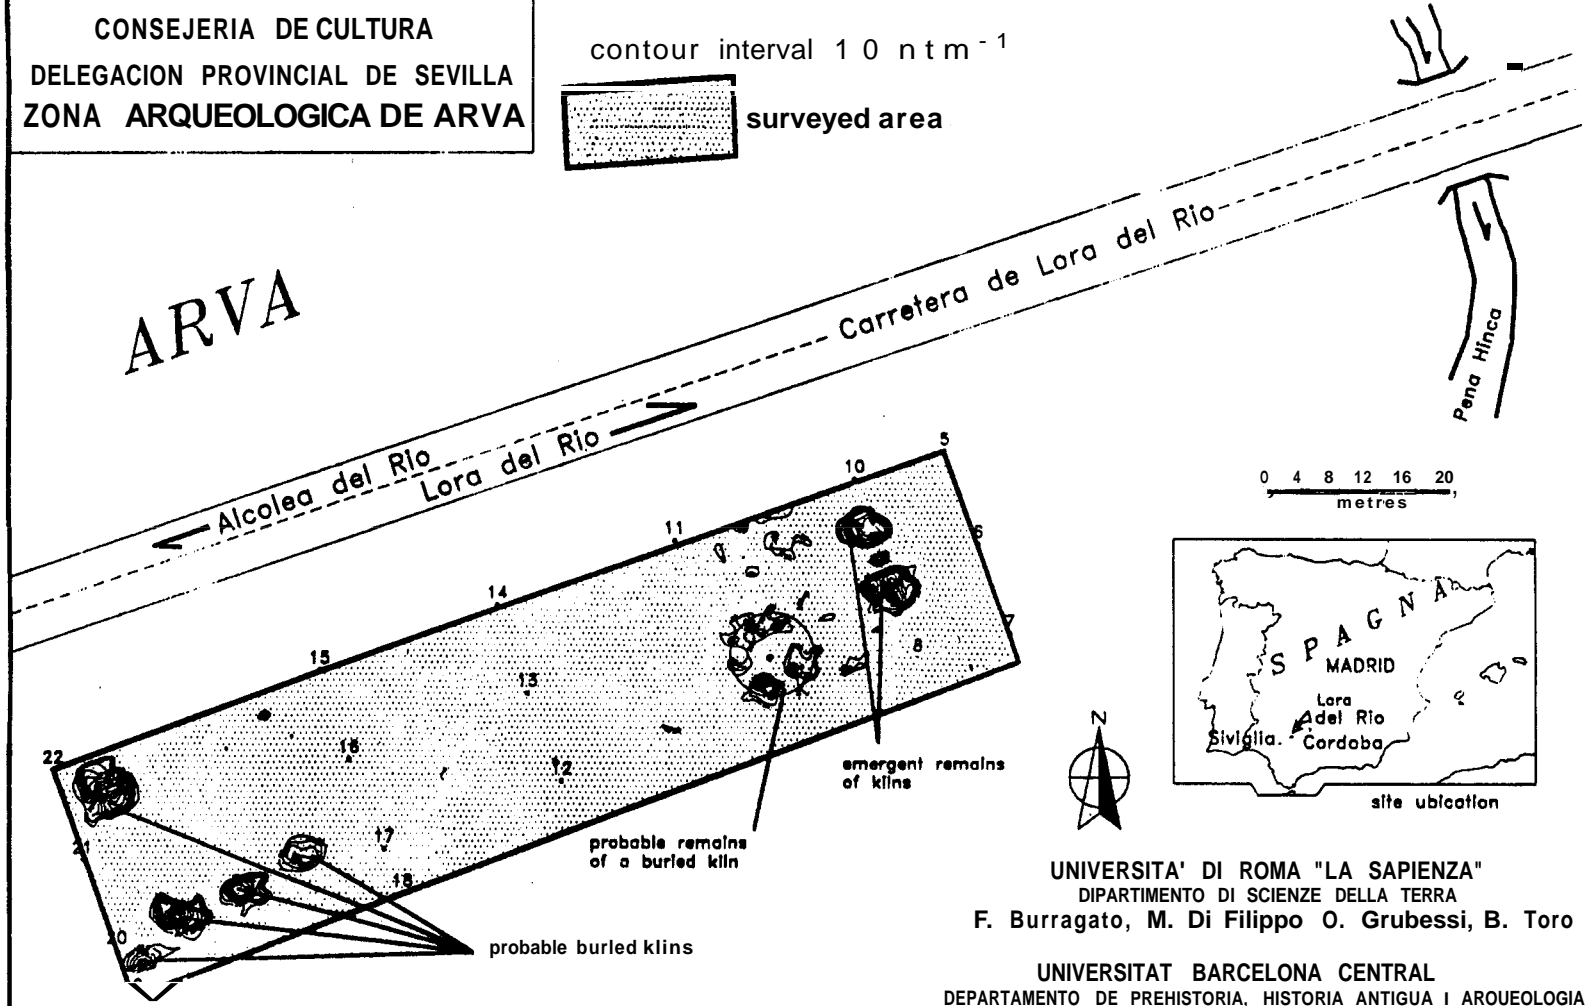 CONSEJERIA DE CULTURA
DELEGACION PROVINCIAL DE SEVILLA
ZONA ARQUEOLOGICA DE ARVA
contour interval 10 ntm⁻¹
surveyed area
ARVA
Carretera de Lora del Rio
Alcolea del Rio
Lora del Rio
Pena Hinca
0 4 8 12 16 20
metres
5
10
6
11
14
7
8
15
13
22
16
12
21
17
18
20
emergent remains
of kilns
probable remains
of a buried kiln
probable buried kilns
N
SPAGNA
MADRID
Lora
del Rio
Siviglia.
Cordoba
site ubication
UNIVERSITA' DI ROMA "LA SAPIENZA"
DIPARTIMENTO DI SCIENZE DELLA TERRA
F. Burragato, M. Di Filippo O. Grubessi, B. Toro
UNIVERSITAT BARCELONA CENTRAL
DEPARTAMENTO DE PREHISTORIA, HISTORIA ANTIGUA I ARQUEOLOGIA